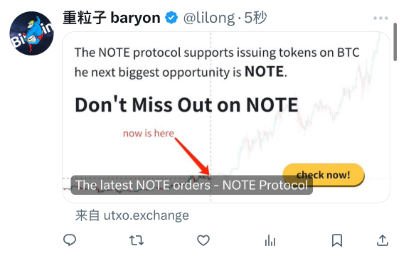 重粒子 baryon @lilong·5秒
The NOTE protocol supports issuing tokens on BTC
he next biggest opportunity is NOTE.
Don't Miss Out on NOTE
now is here
check now!
The latest NOTE orders - NOTE Protocol
来自 utxo.exchange